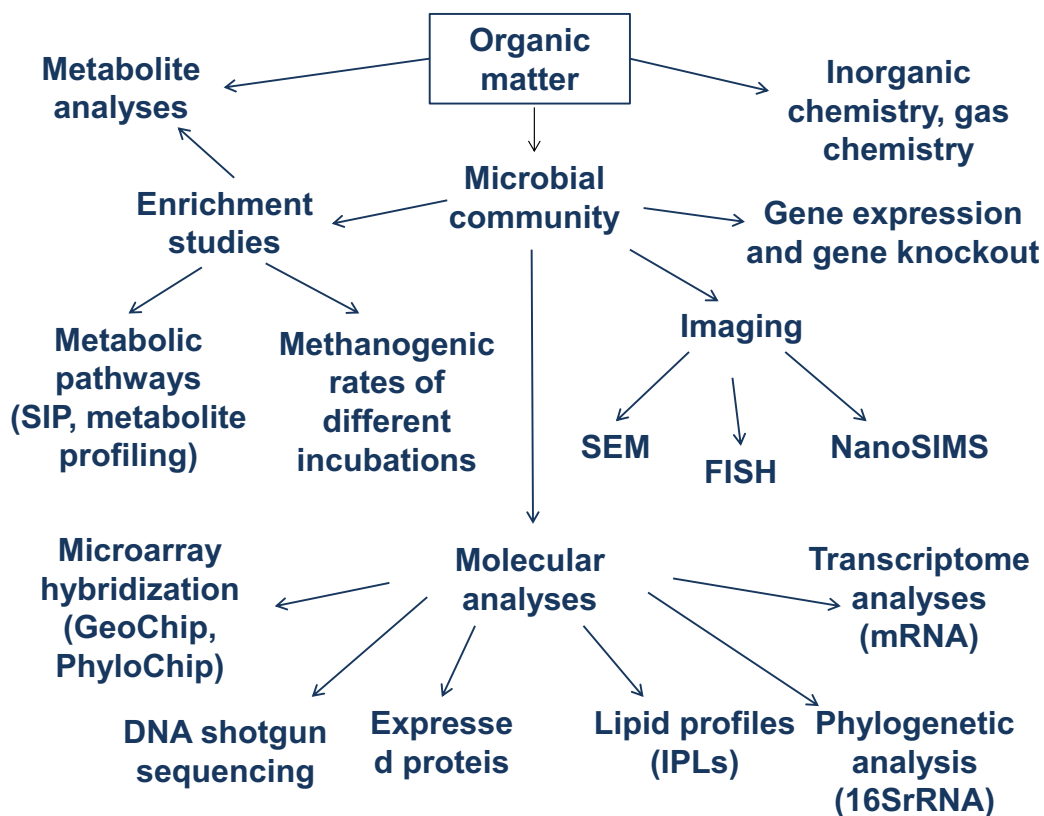 Organic
matter
Metabolite
analyses
Inorganic
chemistry, gas
chemistry
Microbial
community
Enrichment
studies
Gene expression
and gene knockout
Metabolic
pathways
(SIP, metabolite
profiling)
Methanogenic
rates of
different
incubations
Imaging
SEM
FISH
NanoSIMS
Molecular
analyses
Microarray
hybridization
(GeoChip,
PhyloChip)
Transcriptome
analyses
(mRNA)
DNA shotgun
sequencing
Expresse
d proteis
Lipid profiles
(IPLs)
Phylogenetic
analysis
(16SrRNA)